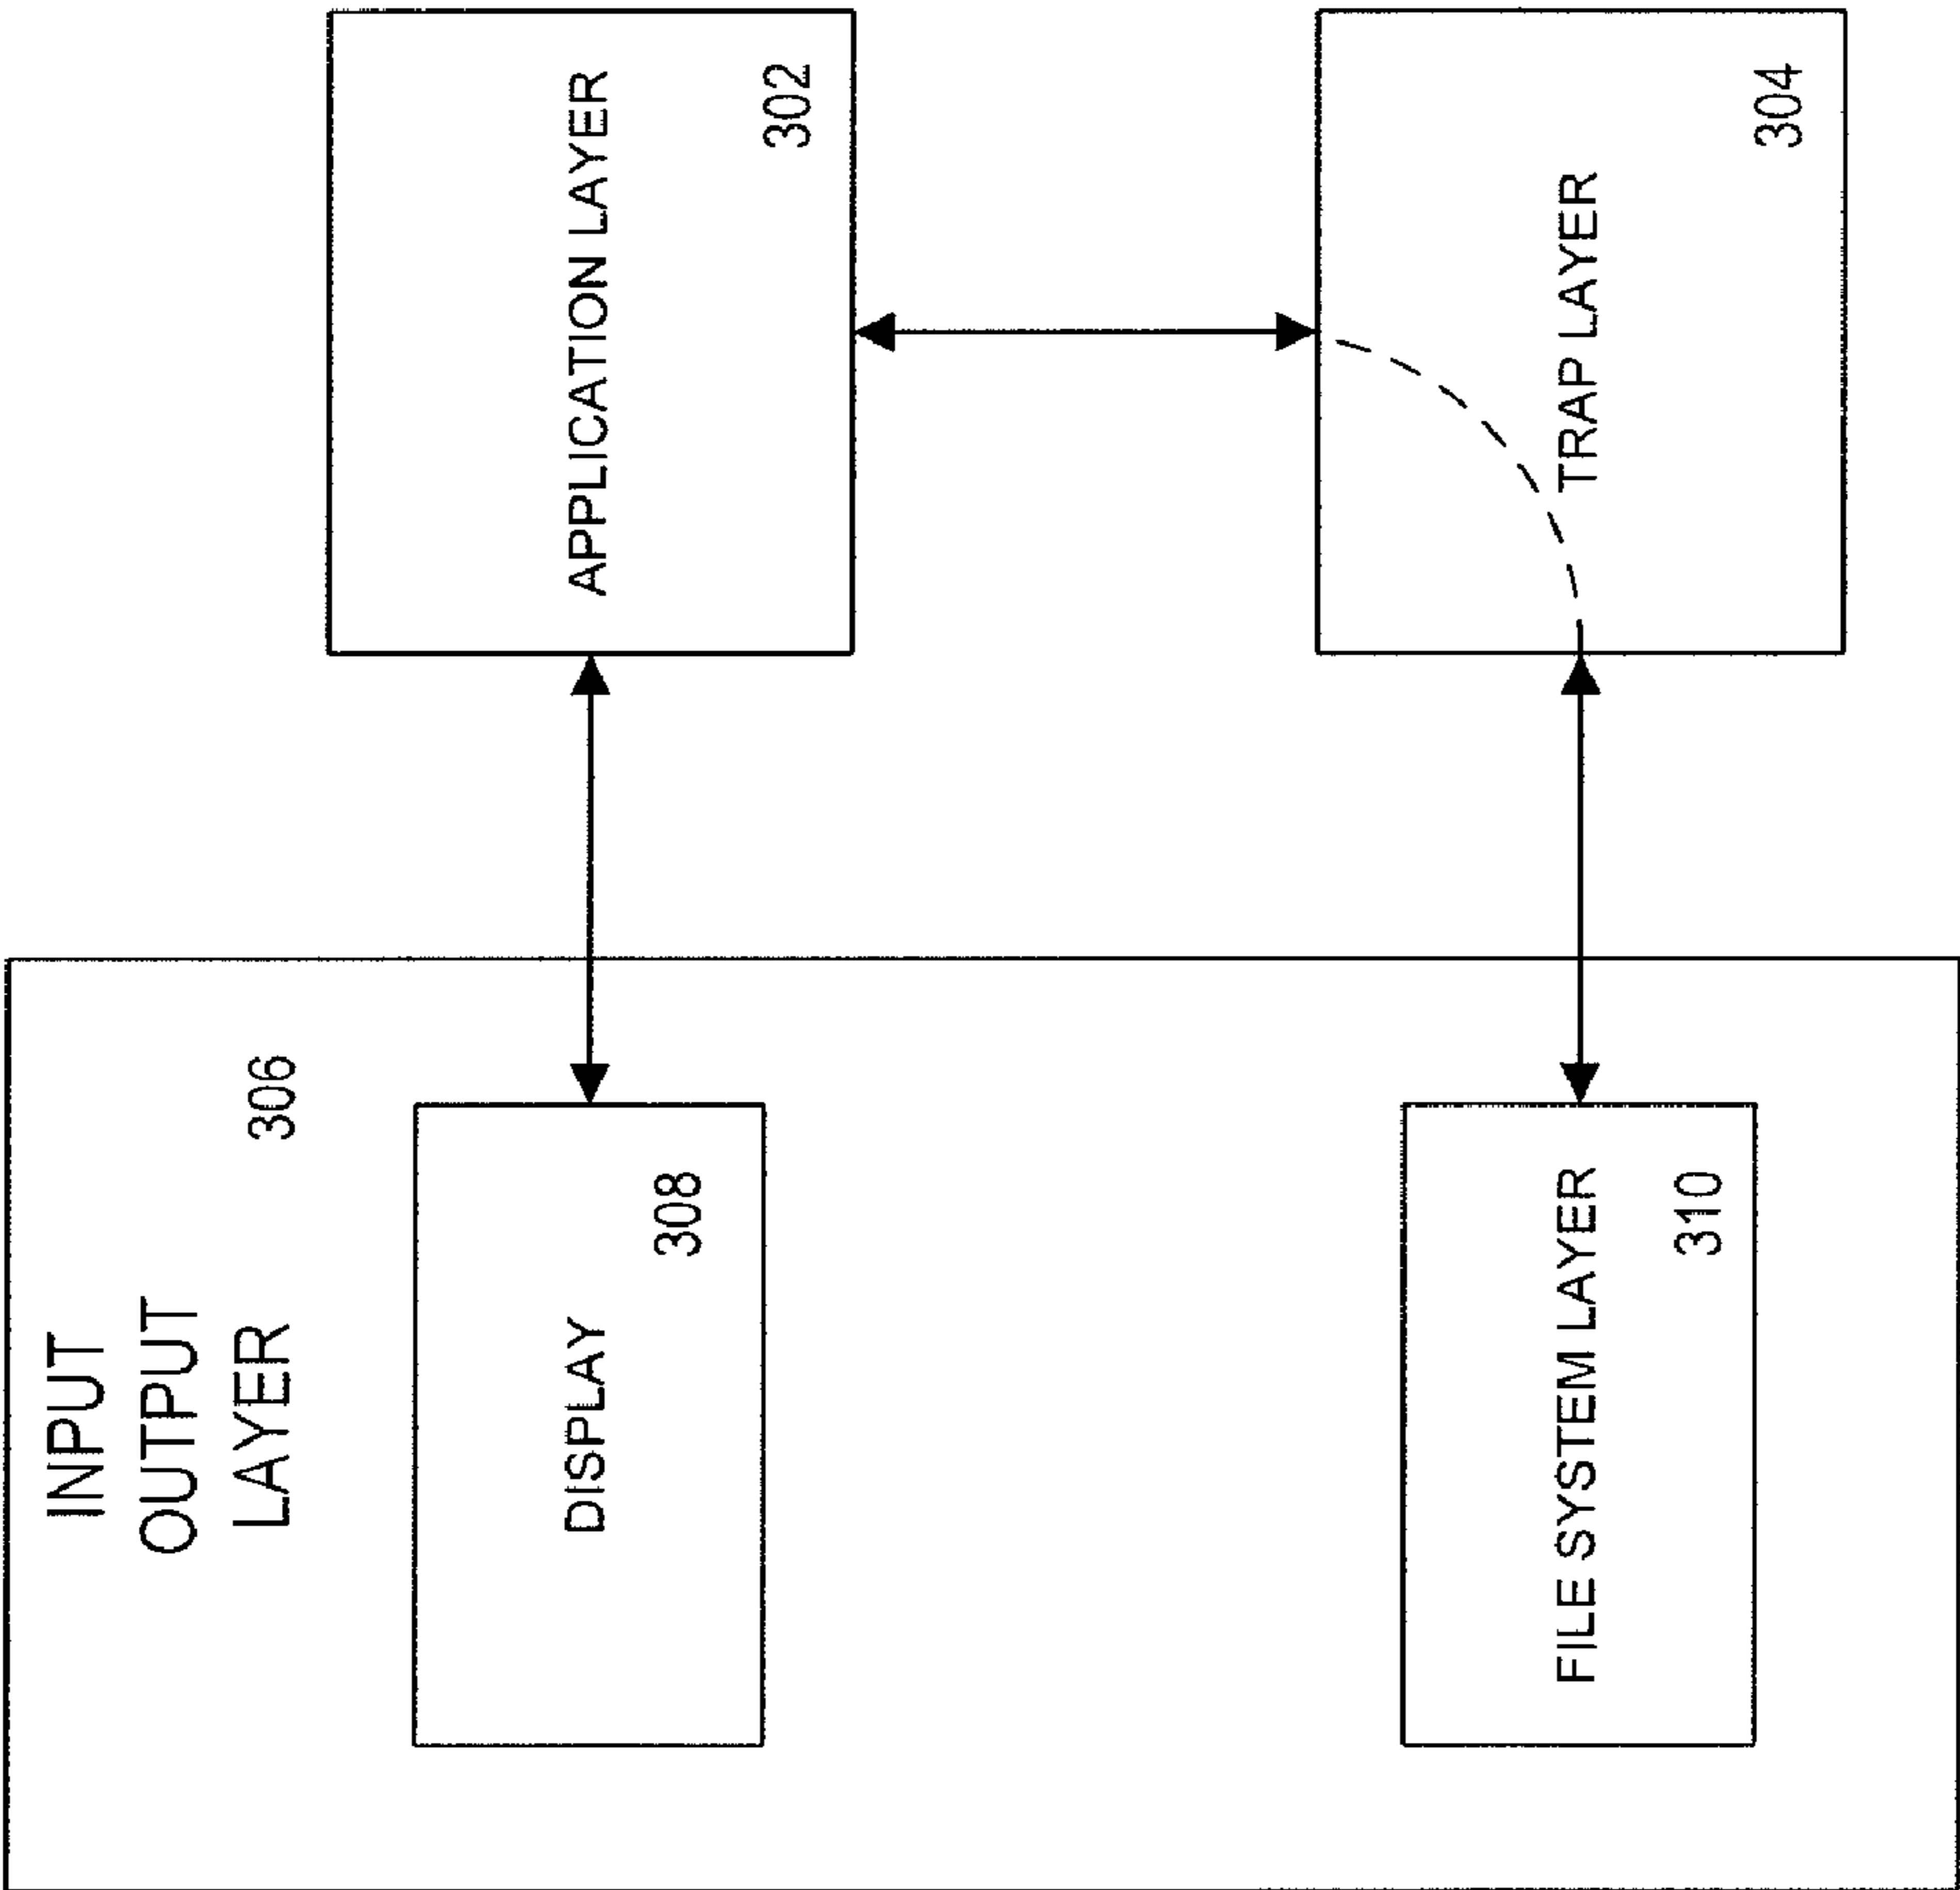 APPLICATION LAYER
302
TRAP LAYER
304
INPUT
OUTPUT
LAYER
306
DISPLAY
308
FILE SYSTEM LAYER
310